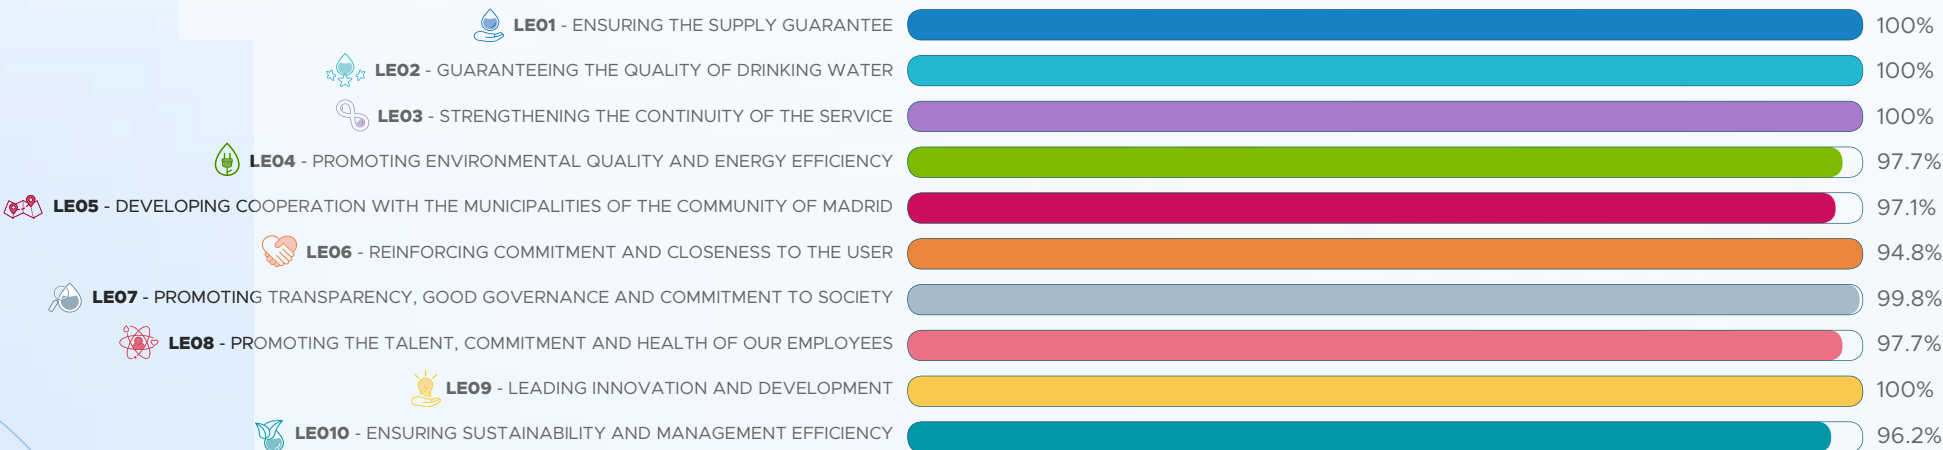 LE01 - ENSURING THE SUPPLY GUARANTEE 100%
LE02 - GUARANTEEING THE QUALITY OF DRINKING WATER 100%
LE03 - STRENGTHENING THE CONTINUITY OF THE SERVICE 100%
LE04 - PROMOTING ENVIRONMENTAL QUALITY AND ENERGY EFFICIENCY 97.7%
LE05 - DEVELOPING COOPERATION WITH THE MUNICIPALITIES OF THE COMMUNITY OF MADRID 97.1%
LE06 - REINFORCING COMMITMENT AND CLOSENESS TO THE USER 94.8%
LE07 - PROMOTING TRANSPARENCY, GOOD GOVERNANCE AND COMMITMENT TO SOCIETY 99.8%
LE08 - PROMOTING THE TALENT, COMMITMENT AND HEALTH OF OUR EMPLOYEES 97.7%
LE09 - LEADING INNOVATION AND DEVELOPMENT 100%
LE010 - ENSURING SUSTAINABILITY AND MANAGEMENT EFFICIENCY 96.2%